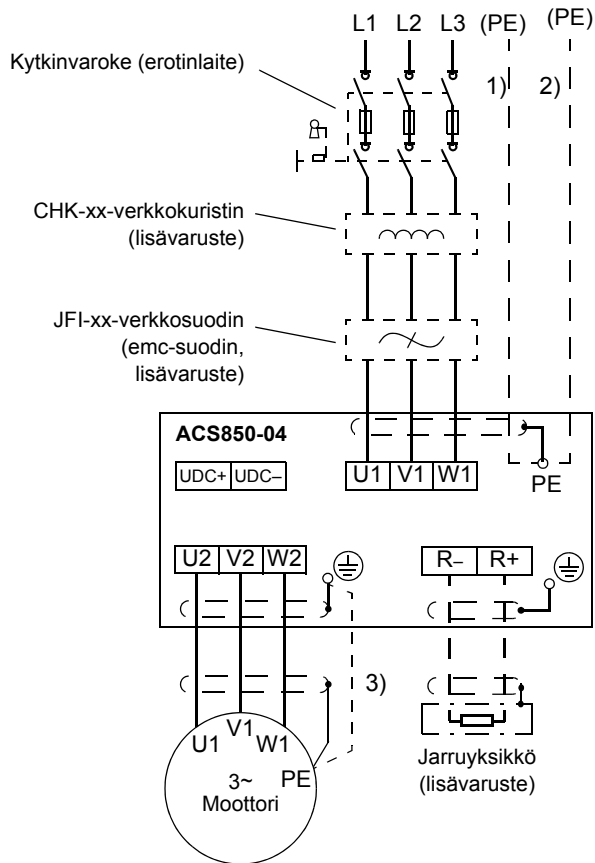 L1 L2 L3 (PE) (PE)
Kytkinvaroke (erotinlaite)
1) 2)
CHK-xx-verkkokuristin
(lisävaruste)
JFI-xx-verkkosuodin
(emc-suodin,
lisävaruste)
ACS850-04
UDC+ UDC–
U1 V1 W1
PE
U2 V2 W2
R– R+
3)
U1 V1 W1
PE
3~
Moottori
Jarruyksikkö
(lisävaruste)